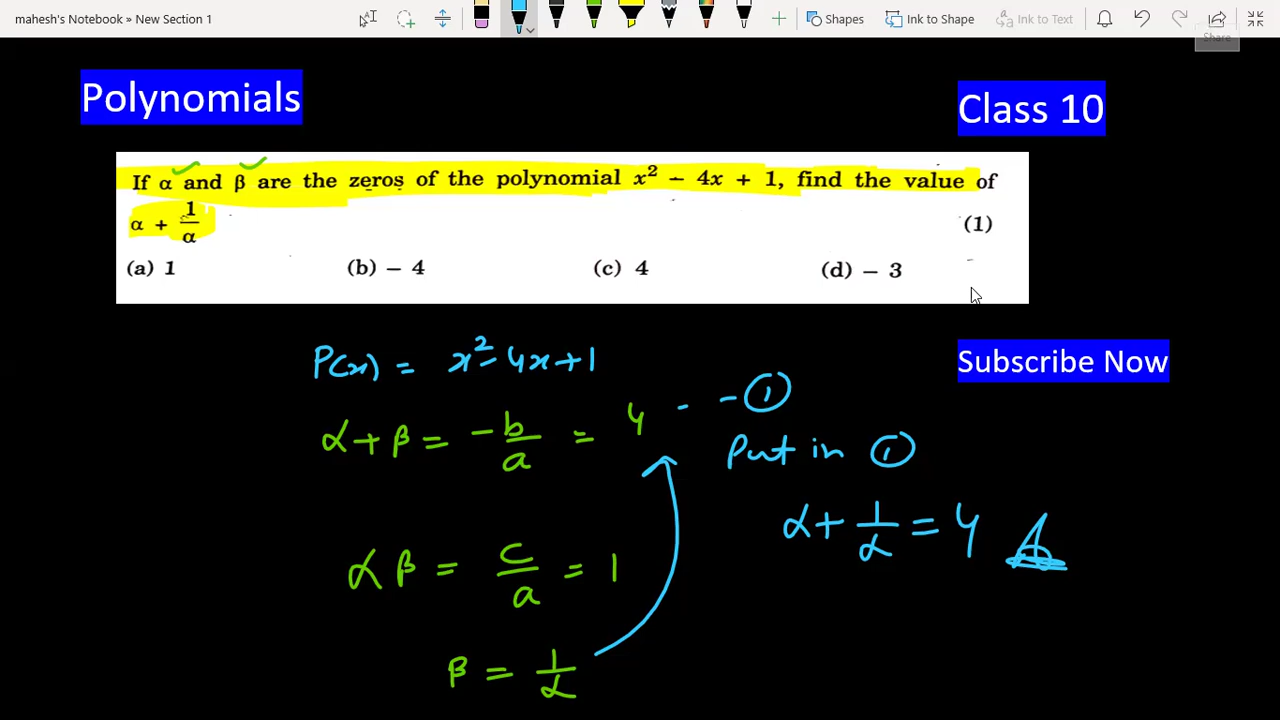 mahesh's Notebook » New Section 1
Shapes
Ink to Shape
Ink to Text
Share
Polynomials
Class 10
If α and β are the zeros of the polynomial x² − 4x + 1, find the value of
α + 1/α (1)
(a) 1 (b) − 4 (c) 4 (d) − 3
Subscribe Now
P(x) = x² - 4x + 1
α + β = -b/a = 4 - - ①
Put in ①
α + 1/α = 4
αβ = c/a = 1
β = 1/α